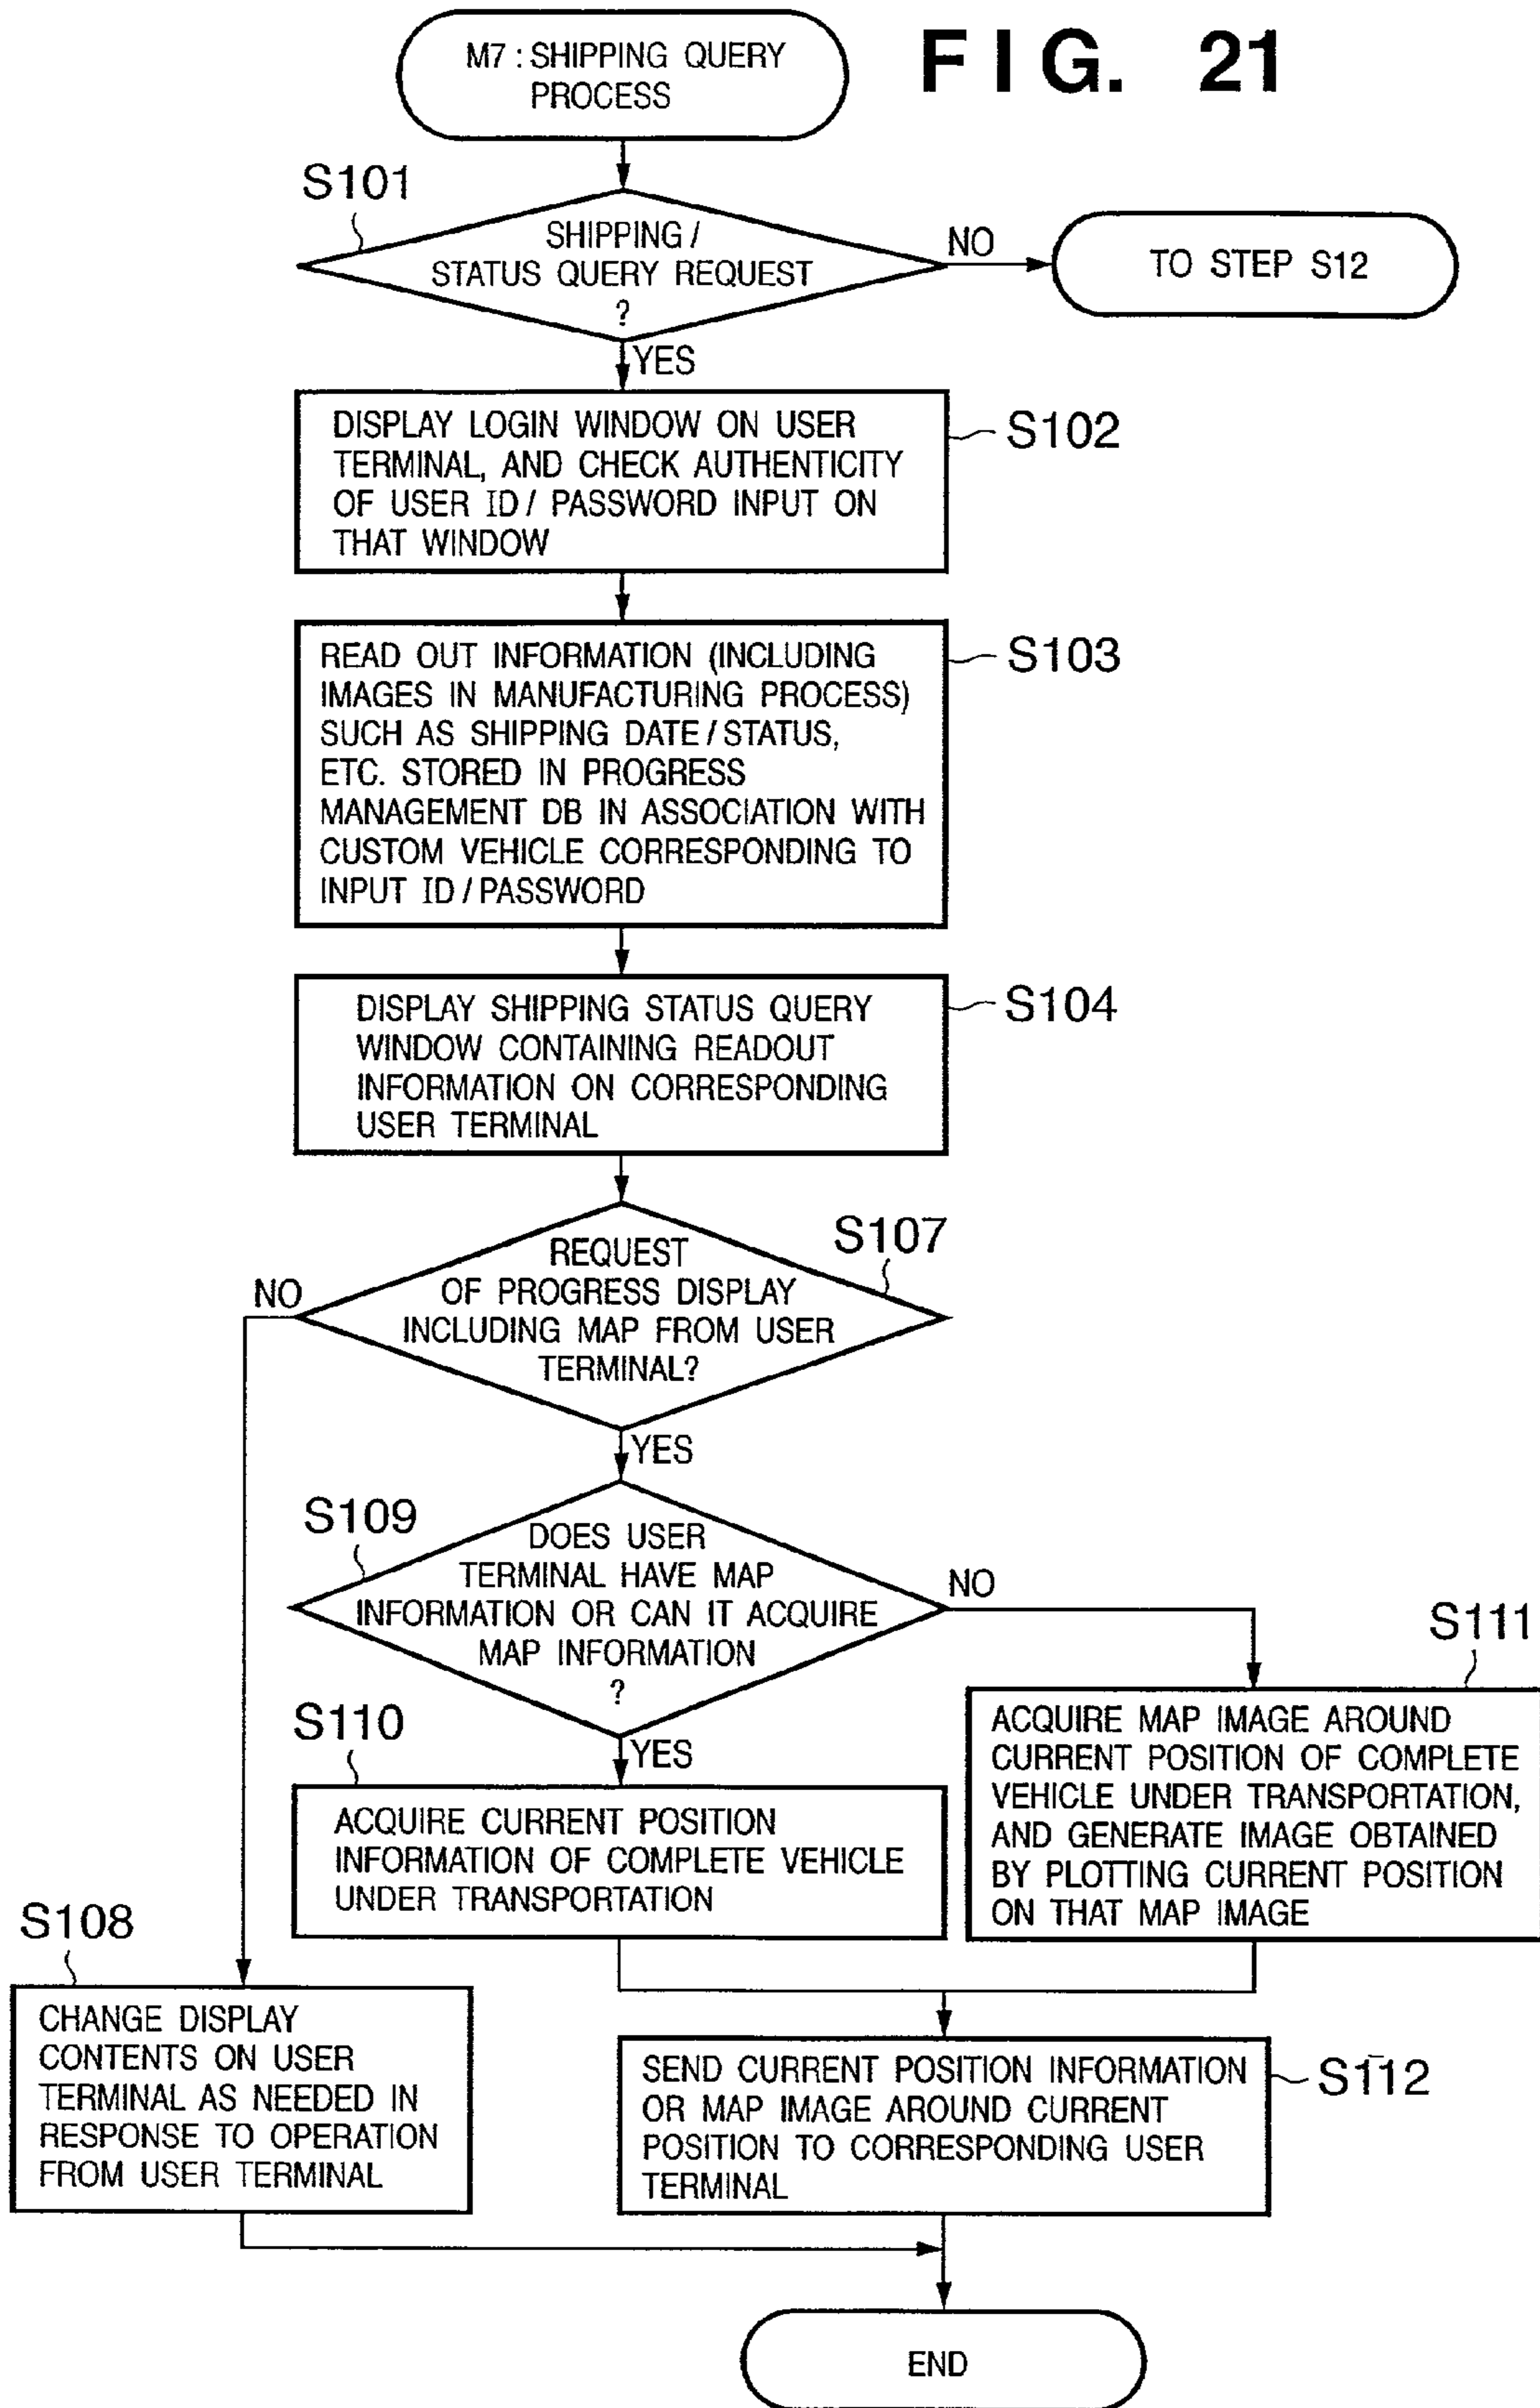 M7 : SHIPPING QUERY
PROCESS
FIG. 21
S101
SHIPPING /
STATUS QUERY REQUEST
?
NO
TO STEP S12
YES
DISPLAY LOGIN WINDOW ON USER
TERMINAL, AND CHECK AUTHENTICITY
OF USER ID / PASSWORD INPUT ON
THAT WINDOW
S102
READ OUT INFORMATION (INCLUDING
IMAGES IN MANUFACTURING PROCESS)
SUCH AS SHIPPING DATE / STATUS,
ETC. STORED IN PROGRESS
MANAGEMENT DB IN ASSOCIATION WITH
CUSTOM VEHICLE CORRESPONDING TO
INPUT ID / PASSWORD
S103
DISPLAY SHIPPING STATUS QUERY
WINDOW CONTAINING READOUT
INFORMATION ON CORRESPONDING
USER TERMINAL
S104
S107
REQUEST
OF PROGRESS DISPLAY
INCLUDING MAP FROM USER
TERMINAL?
NO
YES
S109
DOES USER
TERMINAL HAVE MAP
INFORMATION OR CAN IT ACQUIRE
MAP INFORMATION
?
NO
YES
S110
ACQUIRE CURRENT POSITION
INFORMATION OF COMPLETE VEHICLE
UNDER TRANSPORTATION
S111
ACQUIRE MAP IMAGE AROUND
CURRENT POSITION OF COMPLETE
VEHICLE UNDER TRANSPORTATION,
AND GENERATE IMAGE OBTAINED
BY PLOTTING CURRENT POSITION
ON THAT MAP IMAGE
S108
CHANGE DISPLAY
CONTENTS ON USER
TERMINAL AS NEEDED IN
RESPONSE TO OPERATION
FROM USER TERMINAL
SEND CURRENT POSITION INFORMATION
OR MAP IMAGE AROUND CURRENT
POSITION TO CORRESPONDING USER
TERMINAL
S112
END